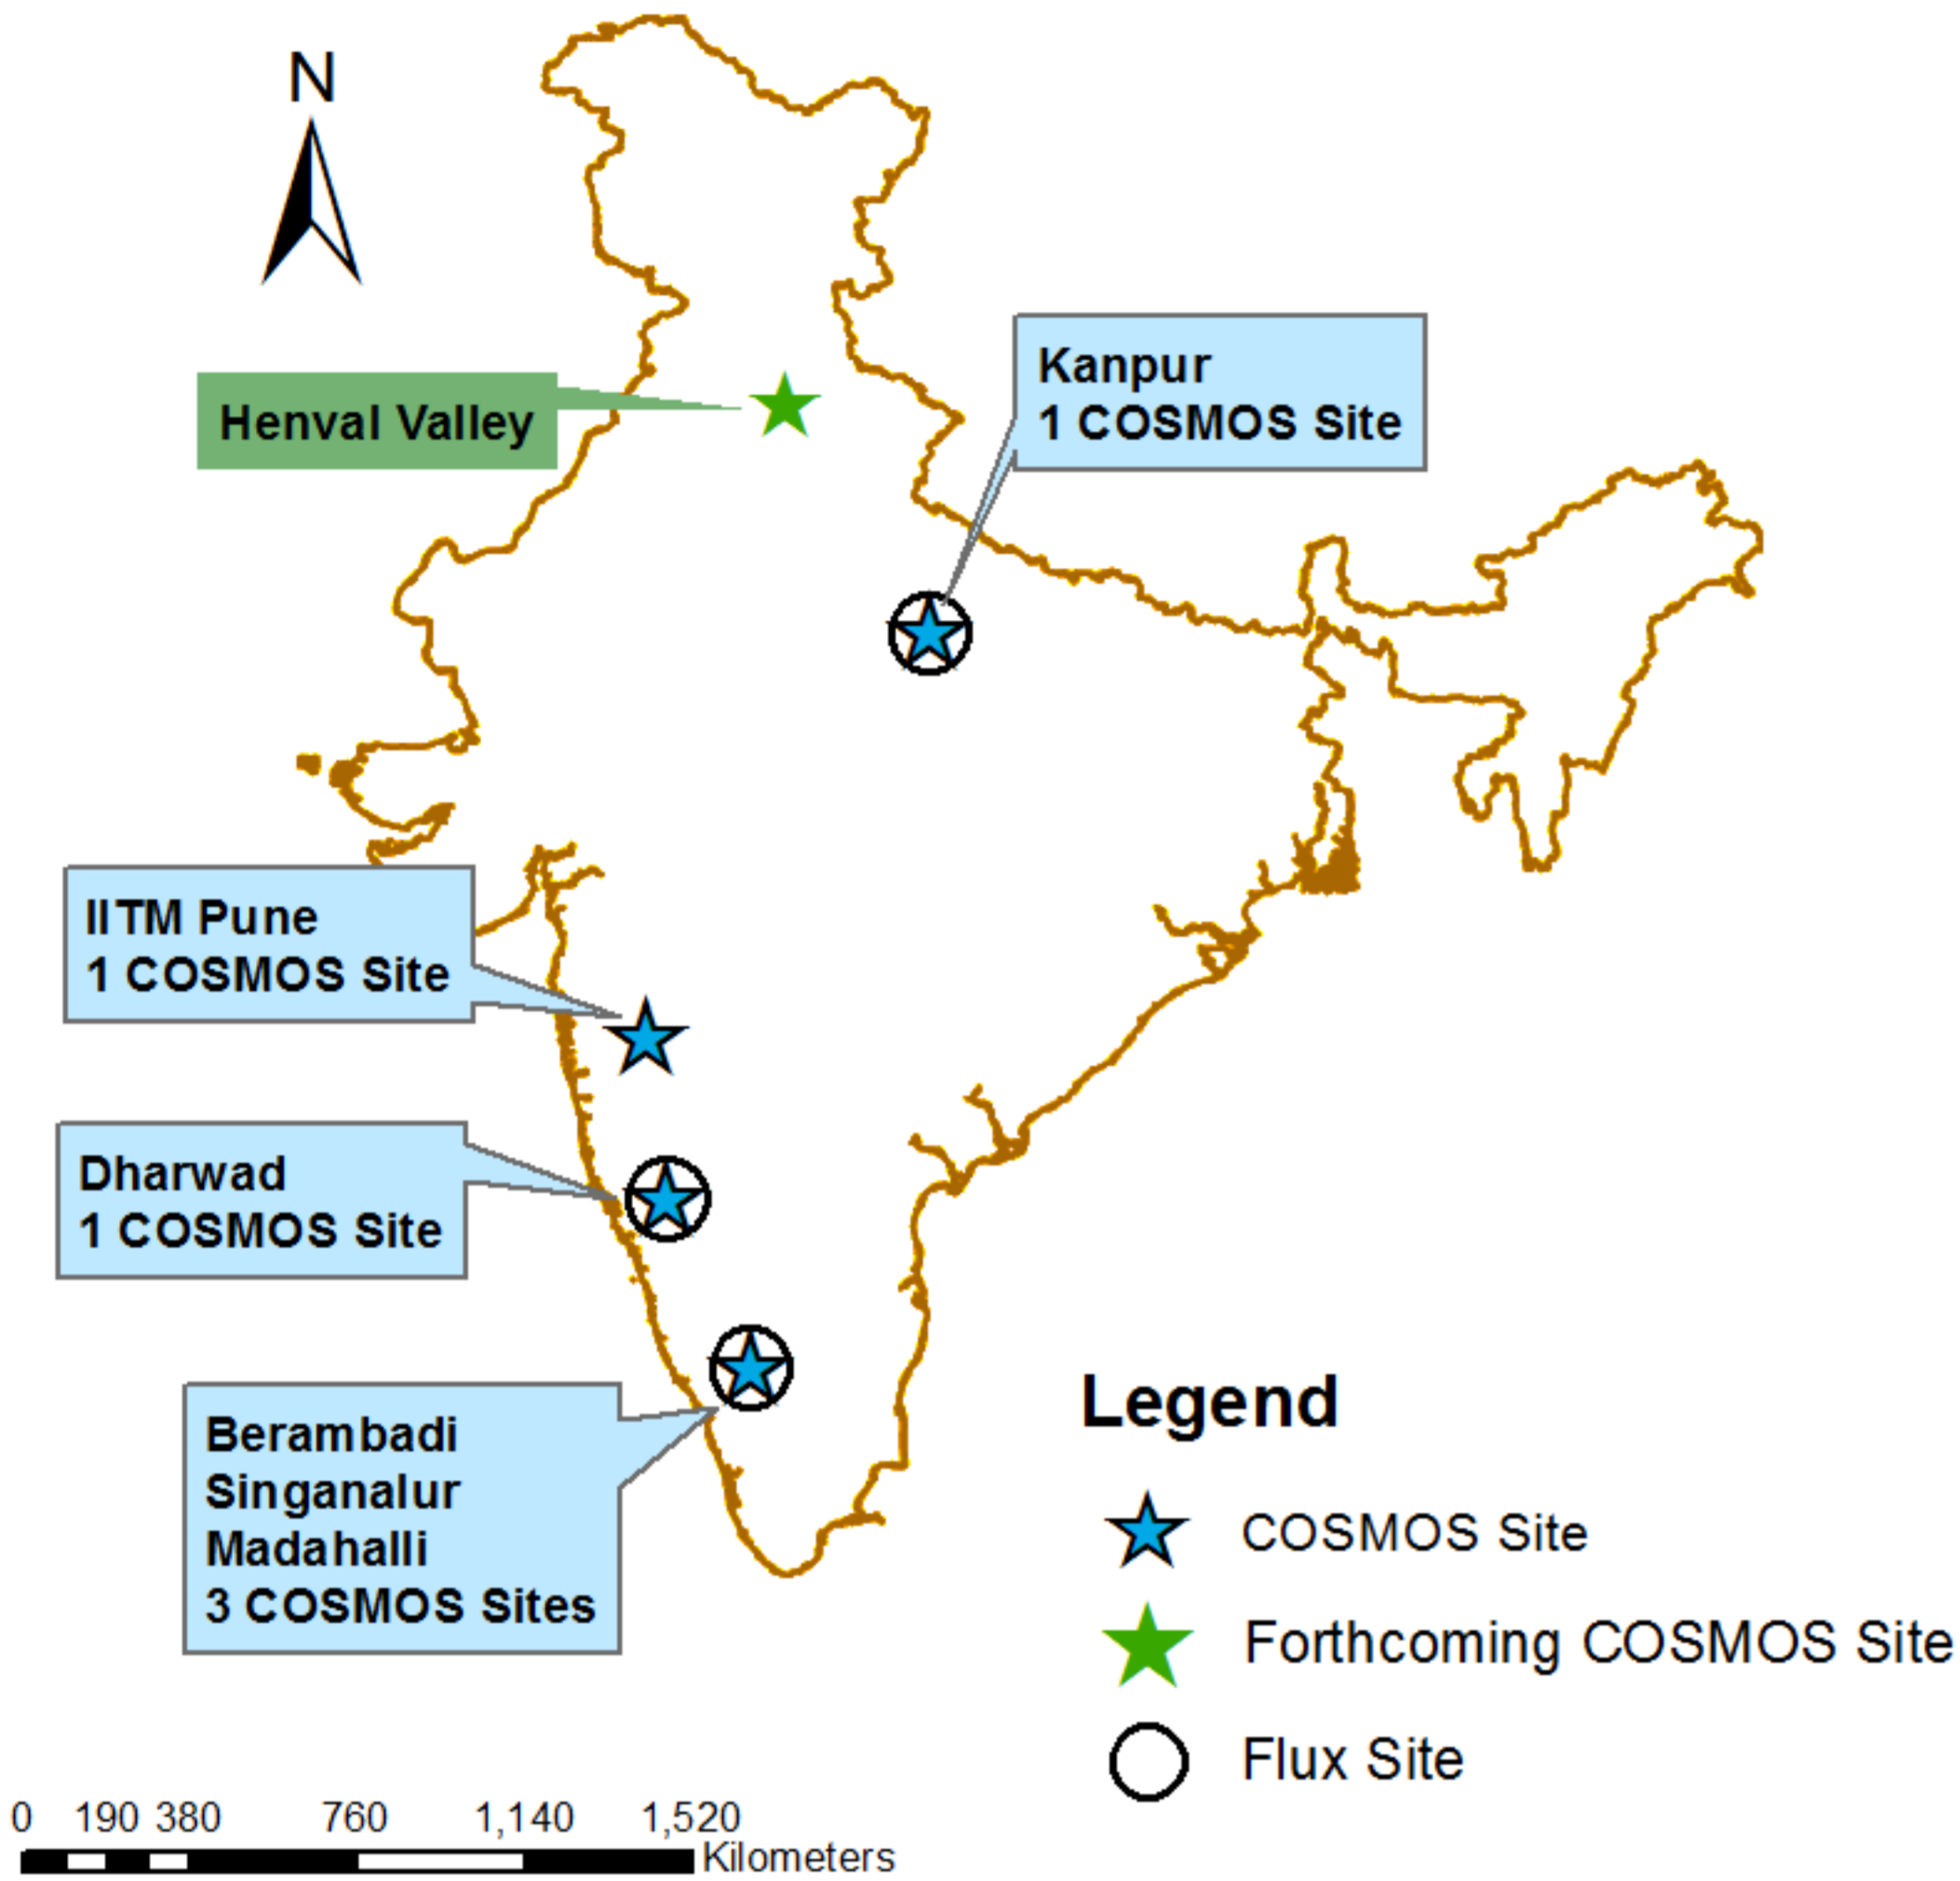 N
Henval Valley
Kanpur
1 COSMOS Site
IITM Pune
1 COSMOS Site
Dharwad
1 COSMOS Site
Berambadi
Singanalur
Madahalli
3 COSMOS Sites
Legend
COSMOS Site
Forthcoming COSMOS Site
Flux Site
0 190 380 760 1,140 1,520
Kilometers